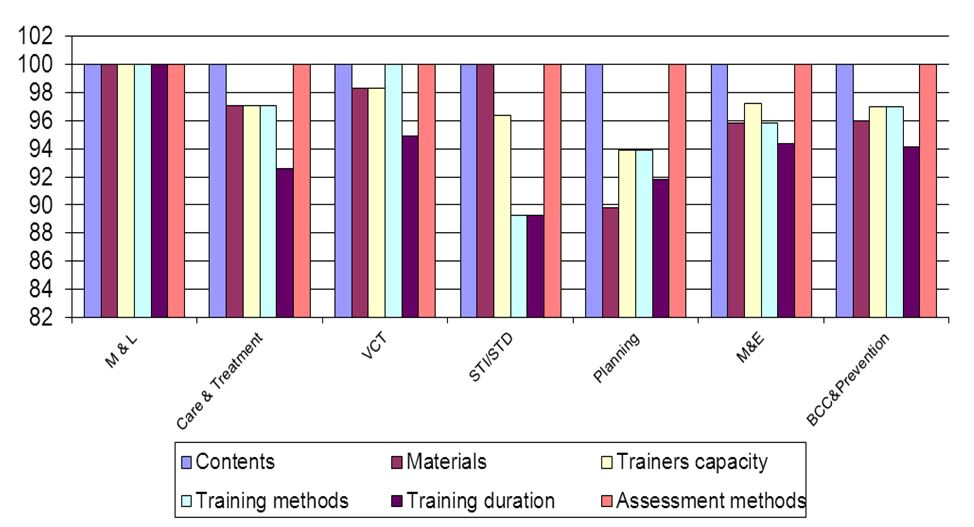 102
100
98
96
94
92
90
88
86
84
82
M & L
Care & Treatment
VCT
STI/STD
Planning
M&E
BCC&Prevention
Contents Materials Trainers capacity
Training methods Training duration Assessment methods